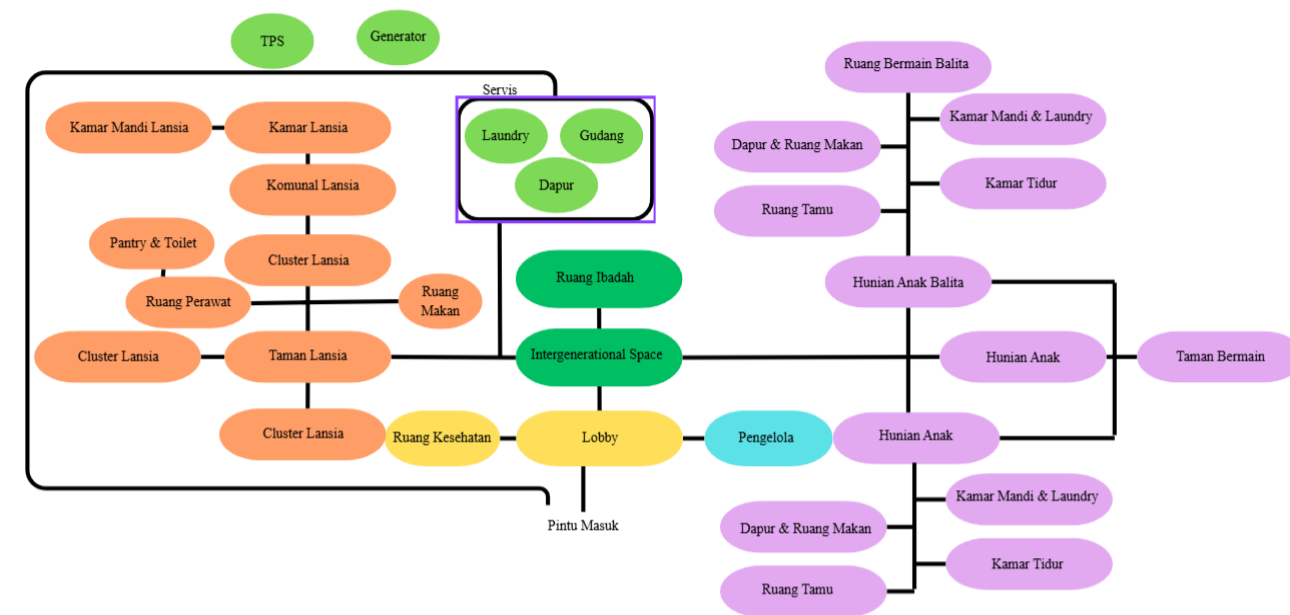 TPS
Generator
Servis
Laundry
Gudang
Dapur
Kamar Mandi Lansia
Kamar Lansia
Komunal Lansia
Pantry & Toilet
Cluster Lansia
Ruang Perawat
Ruang
Makan
Cluster Lansia
Taman Lansia
Cluster Lansia
Ruang Ibadah
Intergenerational Space
Ruang Kesehatan
Lobby
Pengelola
Pintu Masuk
Ruang Bermain Balita
Kamar Mandi & Laundry
Dapur & Ruang Makan
Kamar Tidur
Ruang Tamu
Hunian Anak Balita
Hunian Anak
Taman Bermain
Hunian Anak
Kamar Mandi & Laundry
Dapur & Ruang Makan
Kamar Tidur
Ruang Tamu